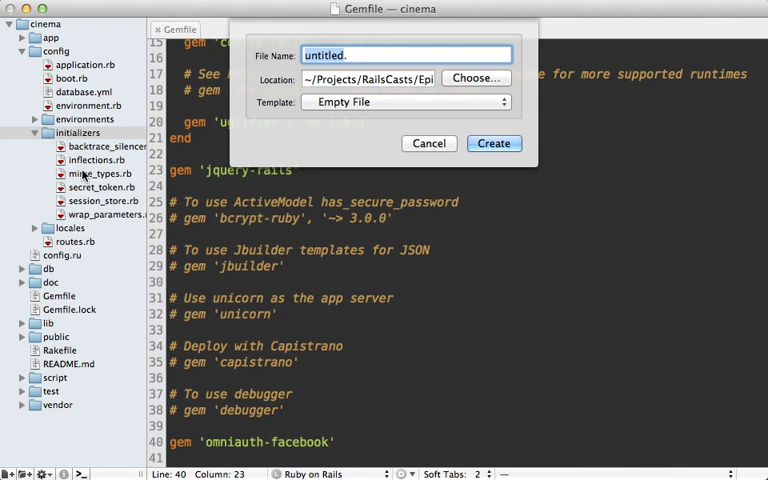 Gemfile — cinema
cinema
app
config
application.rb
boot.rb
database.yml
environment.rb
environments
initializers
backtrace_silencer
inflections.rb
mime_types.rb
secret_token.rb
session_store.rb
wrap_parameters.
locales
routes.rb
config.ru
db
doc
Gemfile
Gemfile.lock
lib
public
Rakefile
README.md
script
test
vendor
Gemfile
File Name: untitled.
Location: ~/Projects/RailsCasts/Epi Choose...
Template: Empty File
Cancel Create
15 gem
16
17 # See for more supported runtimes
18 # gem
19
20 gem
21 end
22
23 gem 'jquery-rails'
24
25 # To use ActiveModel has_secure_password
26 # gem 'bcrypt-ruby', '~> 3.0.0'
27
28 # To use Jbuilder templates for JSON
29 # gem 'jbuilder'
30
31 # Use unicorn as the app server
32 # gem 'unicorn'
33
34 # Deploy with Capistrano
35 # gem 'capistrano'
36
37 # To use debugger
38 # gem 'debugger'
39
40 gem 'omniauth-facebook'
41
Line: 40 Column: 23 Ruby on Rails Soft Tabs: 2 —